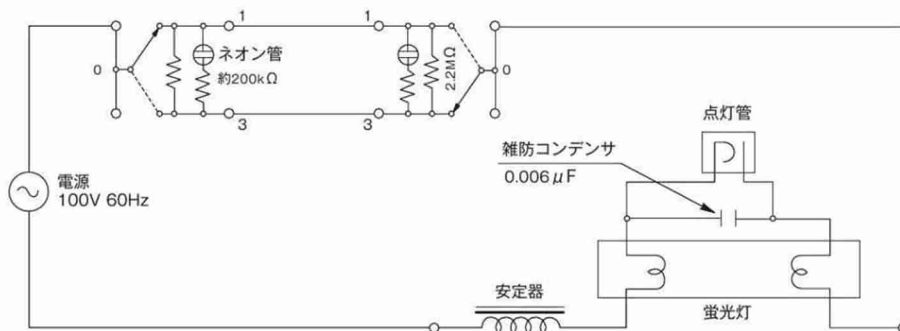 1
1
0
ネオン管
約200kΩ
2.2MΩ
0
3
3
点灯管
雑防コンデンサ
0.006μF
電源
100V 60Hz
安定器
蛍光灯